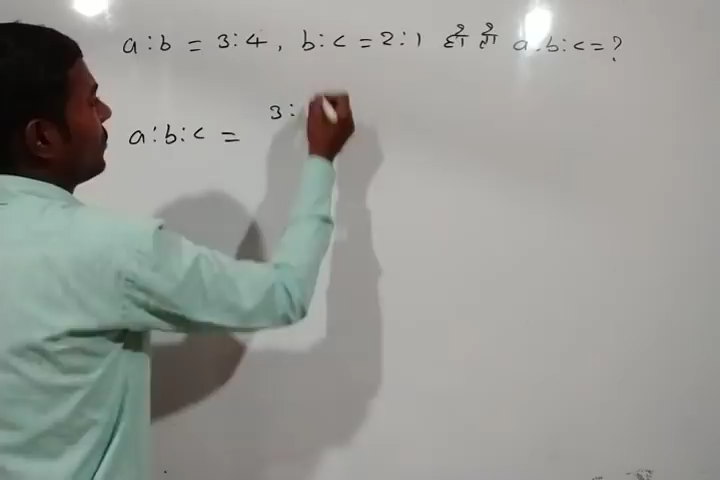 a:b = 3:4, b:c = 2:1 हो तो a:b:c = ?
3:
a:b:c =